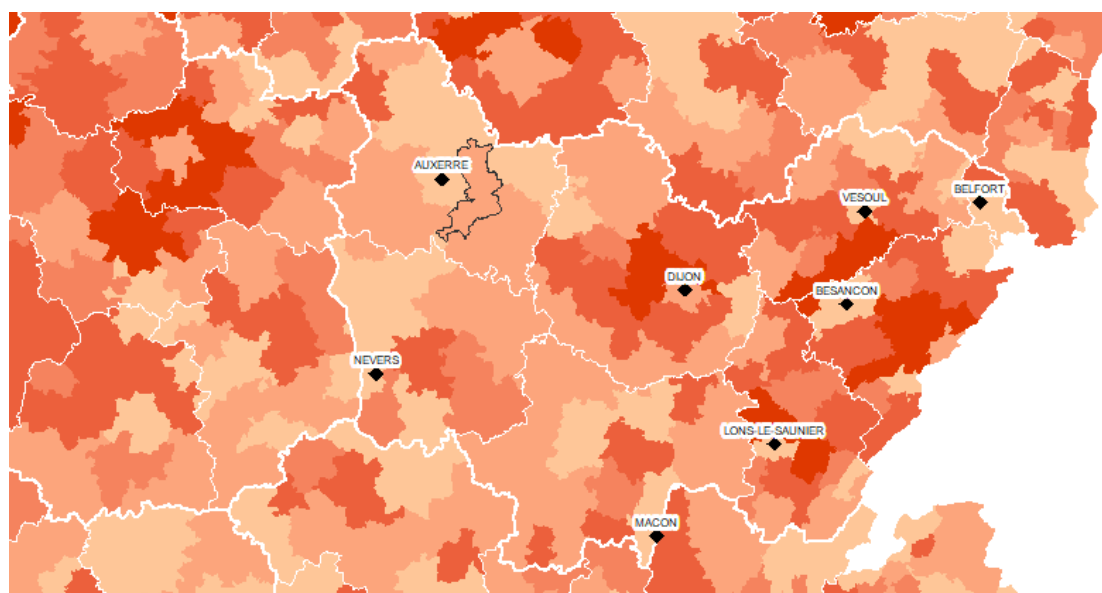 AUXERRE
BELFORT
VESOUL
DIJON
BESANCON
NEVERS
LONS-LE-SAUNIER
MACON